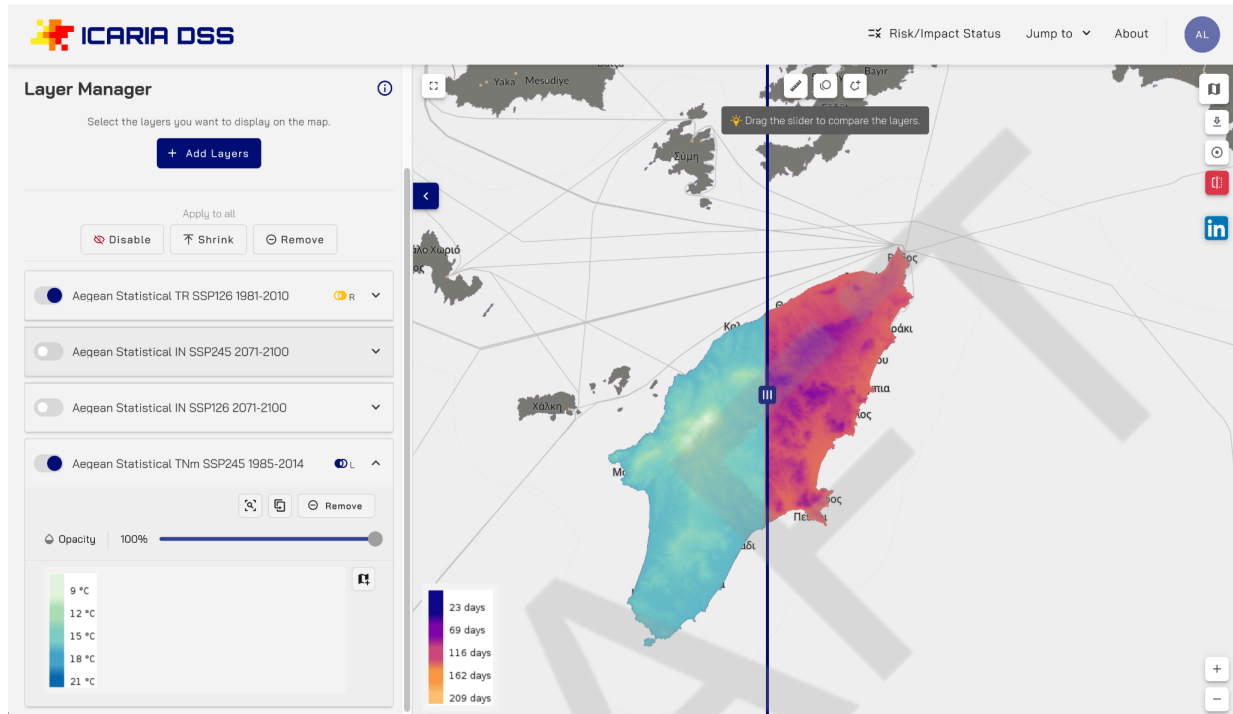 ICARIA DSS
Risk/Impact Status
Jump to
About
AL
Layer Manager
Select the layers you want to display on the map.
+ Add Layers
Apply to all
Disable
Shrink
Remove
Aegean Statistical TR SSP126 1981-2010
R
Aegean Statistical IN SSP245 2071-2100
Aegean Statistical IN SSP126 2071-2100
Aegean Statistical TNm SSP245 1985-2014
L
Remove
Opacity
100%
9 °C
12 °C
15 °C
18 °C
21 °C
Yaka
Mesudiye
Bayır
Drag the slider to compare the layers.
Σύμη
in
Χωριό
Χάλκη
23 days
69 days
116 days
162 days
209 days